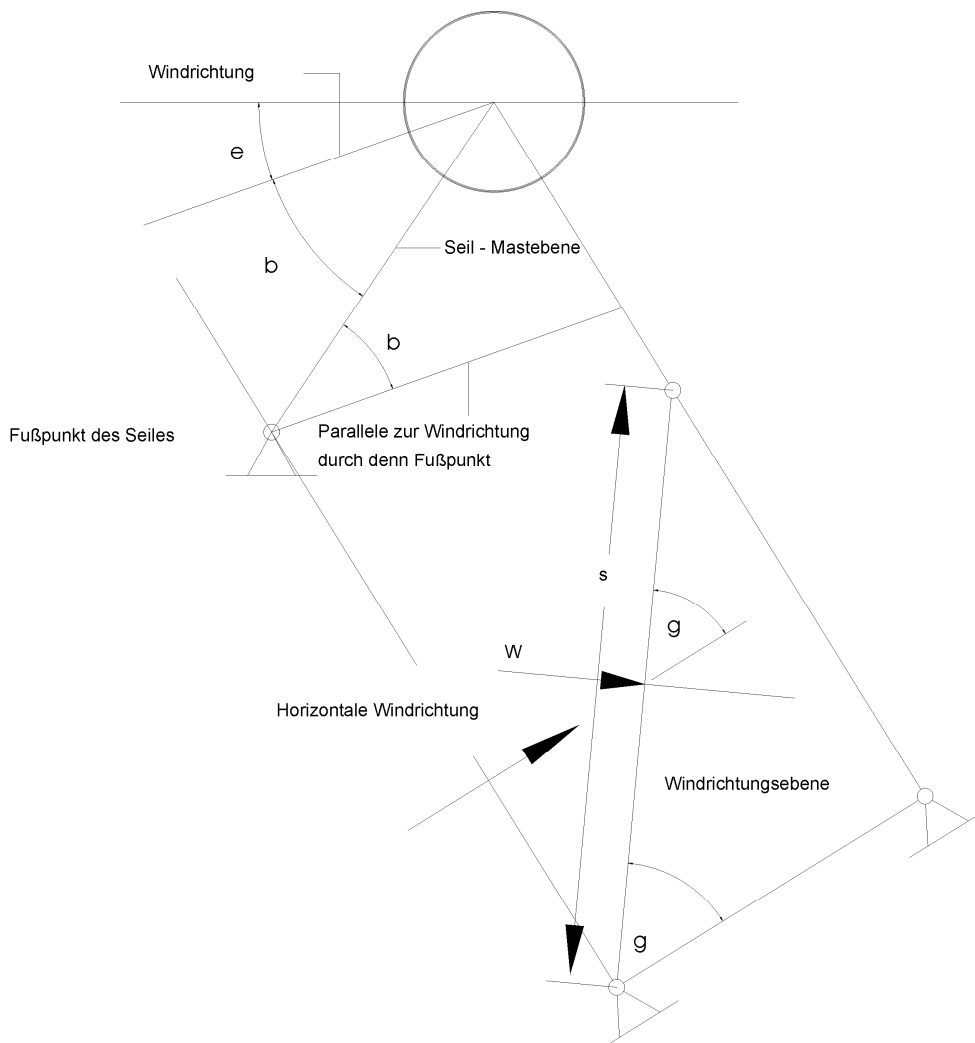 Windrichtung
e
b
Seil - Mastebene
b
Fußpunkt des Seiles
Parallele zur Windrichtung
durch denn Fußpunkt
s
g
W
Horizontale Windrichtung
Windrichtungsebene
g